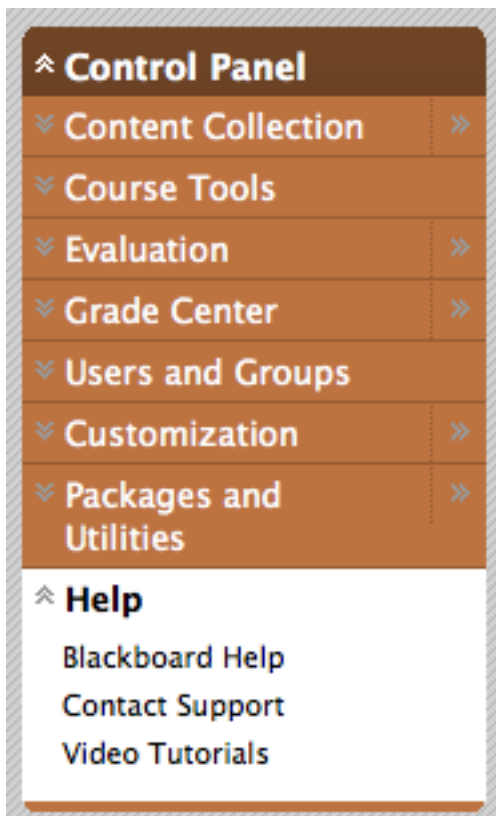 Control Panel
Content Collection
Course Tools
Evaluation
Grade Center
Users and Groups
Customization
Packages and
Utilities
Help
Blackboard Help
Contact Support
Video Tutorials